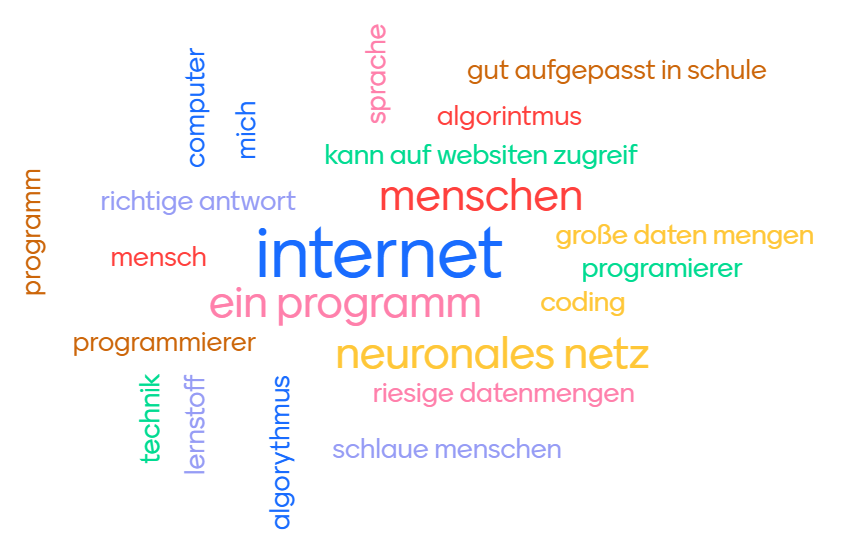 sprache
computer
gut aufgepasst in schule
mich
algorintmus
kann auf websiten zugreif
programm
richtige antwort
menschen
große daten mengen
mensch
internet
programierer
ein programm
coding
programmierer
neuronales netz
riesige datenmengen
technik
lernstoff
algorythmus
schlaue menschen